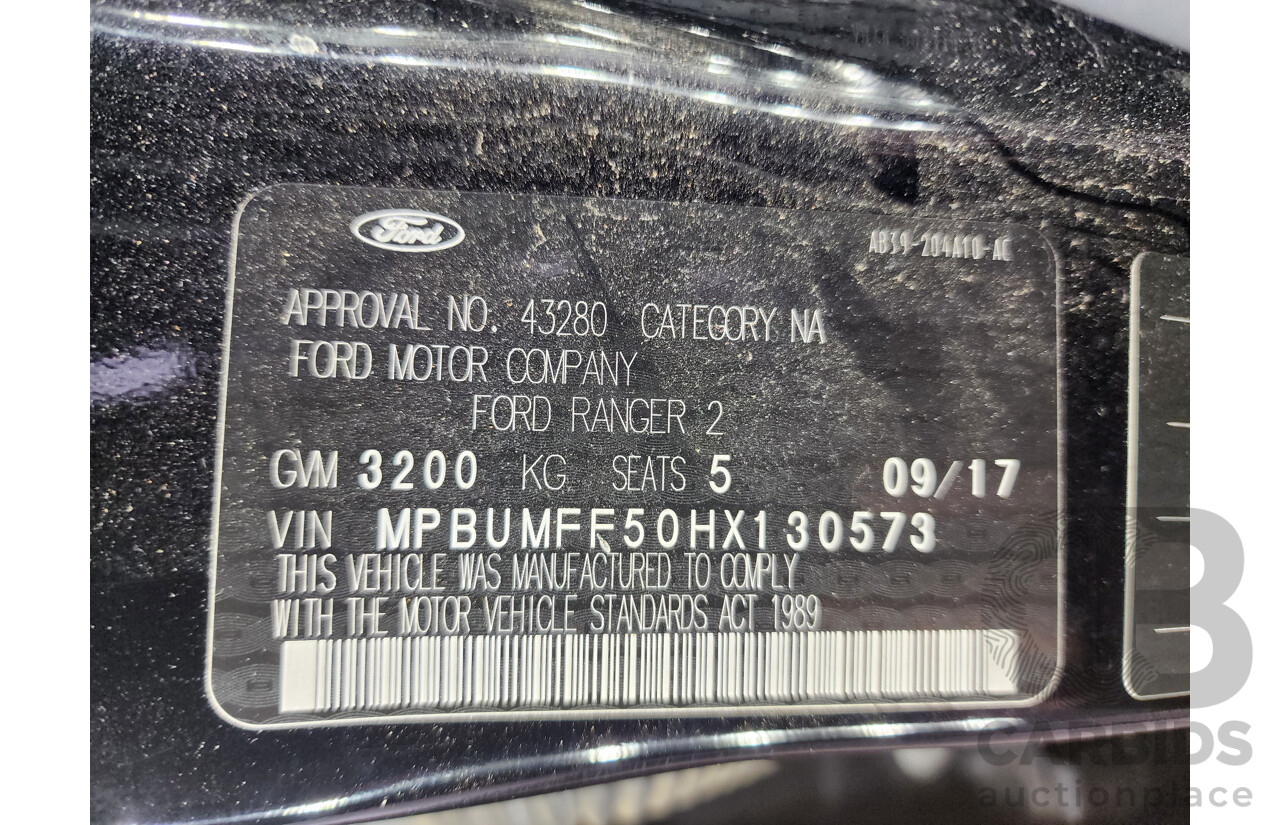 Ford
AB39-204A10-AC
APPROVAL NO. 43280 CATEGORY NA
FORD MOTOR COMPANY
FORD RANGER 2
GVM 3200 KG SEATS 5 09/17
VIN MPBUMFF50HX130573
THIS VEHICLE WAS MANUFACTURED TO COMPLY
WITH THE MOTOR VEHICLE STANDARDS ACT 1989
CARBIDS
auctionplace